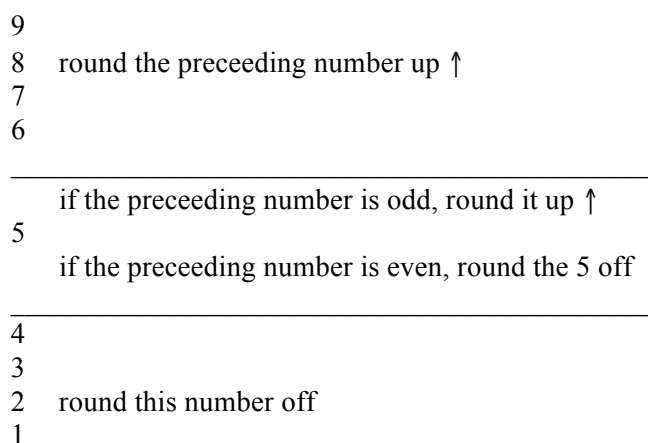 9
8 round the preceeding number up ↑
7
6
if the preceeding number is odd, round it up ↑
5
if the preceeding number is even, round the 5 off
4
3
2 round this number off
1